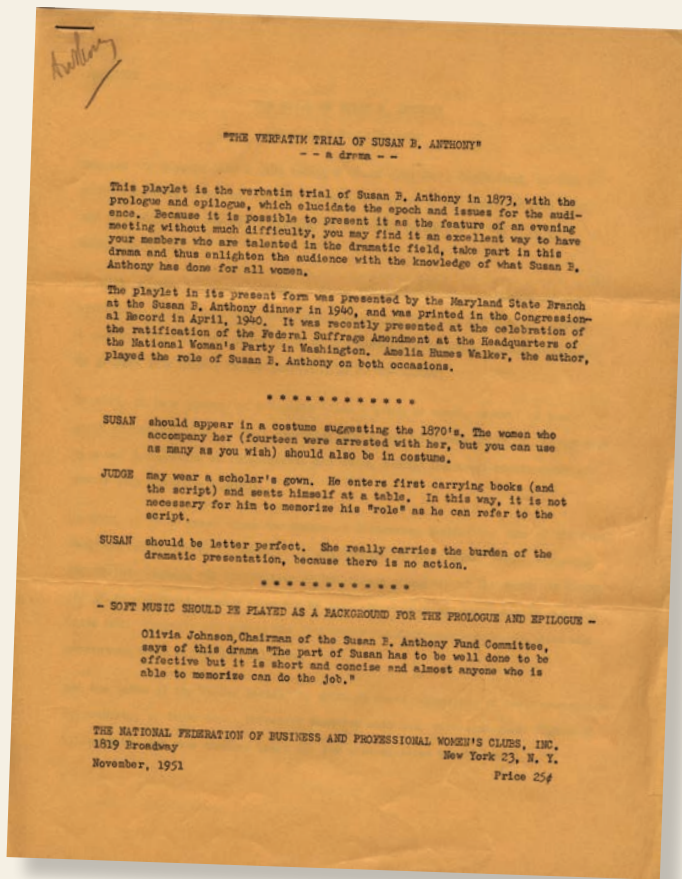 Anthony
"THE VERBATIM TRIAL OF SUSAN B. ANTHONY"
- - a drama - -
This playlet is the verbatim trial of Susan B. Anthony in 1873, with the
prologue and epilogue, which elucidate the epoch and issues for the audi-
ence. Because it is possible to present it as the feature of an evening
meeting without much difficulty, you may find it an excellent way to have
your members who are talented in the dramatic field, take part in this
drama and thus enlighten the audience with the knowledge of what Susan B.
Anthony has done for all women.
The playlet in its present form was presented by the Maryland State Branch
at the Susan B. Anthony dinner in 1940, and was printed in the Congression-
al Record in April, 1940. It was recently presented at the celebration of
the ratification of the Federal Suffrage Amendment at the Headquarters of
the National Woman's Party in Washington. Amelia Humes Walker, the author,
played the role of Susan B. Anthony on both occasions.
* * * * * * * * * * * *
SUSAN should appear in a costume suggesting the 1870's. The women who
accompany her (fourteen were arrested with her, but you can use
as many as you wish) should also be in costume.
JUDGE may wear a scholar's gown. He enters first carrying books (and
the script) and seats himself at a table. In this way, it is not
necessary for him to memorize his "role" as he can refer to the
script.
SUSAN should be letter perfect. She really carries the burden of the
dramatic presentation, because there is no action.
* * * * * * * * * * * *
- SOFT MUSIC SHOULD BE PLAYED AS A BACKGROUND FOR THE PROLOGUE AND EPILOGUE -
Olivia Johnson,Chairman of the Susan B. Anthony Fund Committee,
says of this drama "The part of Susan has to be well done to be
effective but it is short and concise and almost anyone who is
able to memorize can do the job."
THE NATIONAL FEDERATION OF BUSINESS AND PROFESSIONAL WOMEN'S CLUBS, INC.
1819 Broadway New York 23, N. Y.
November, 1951 Price 25¢